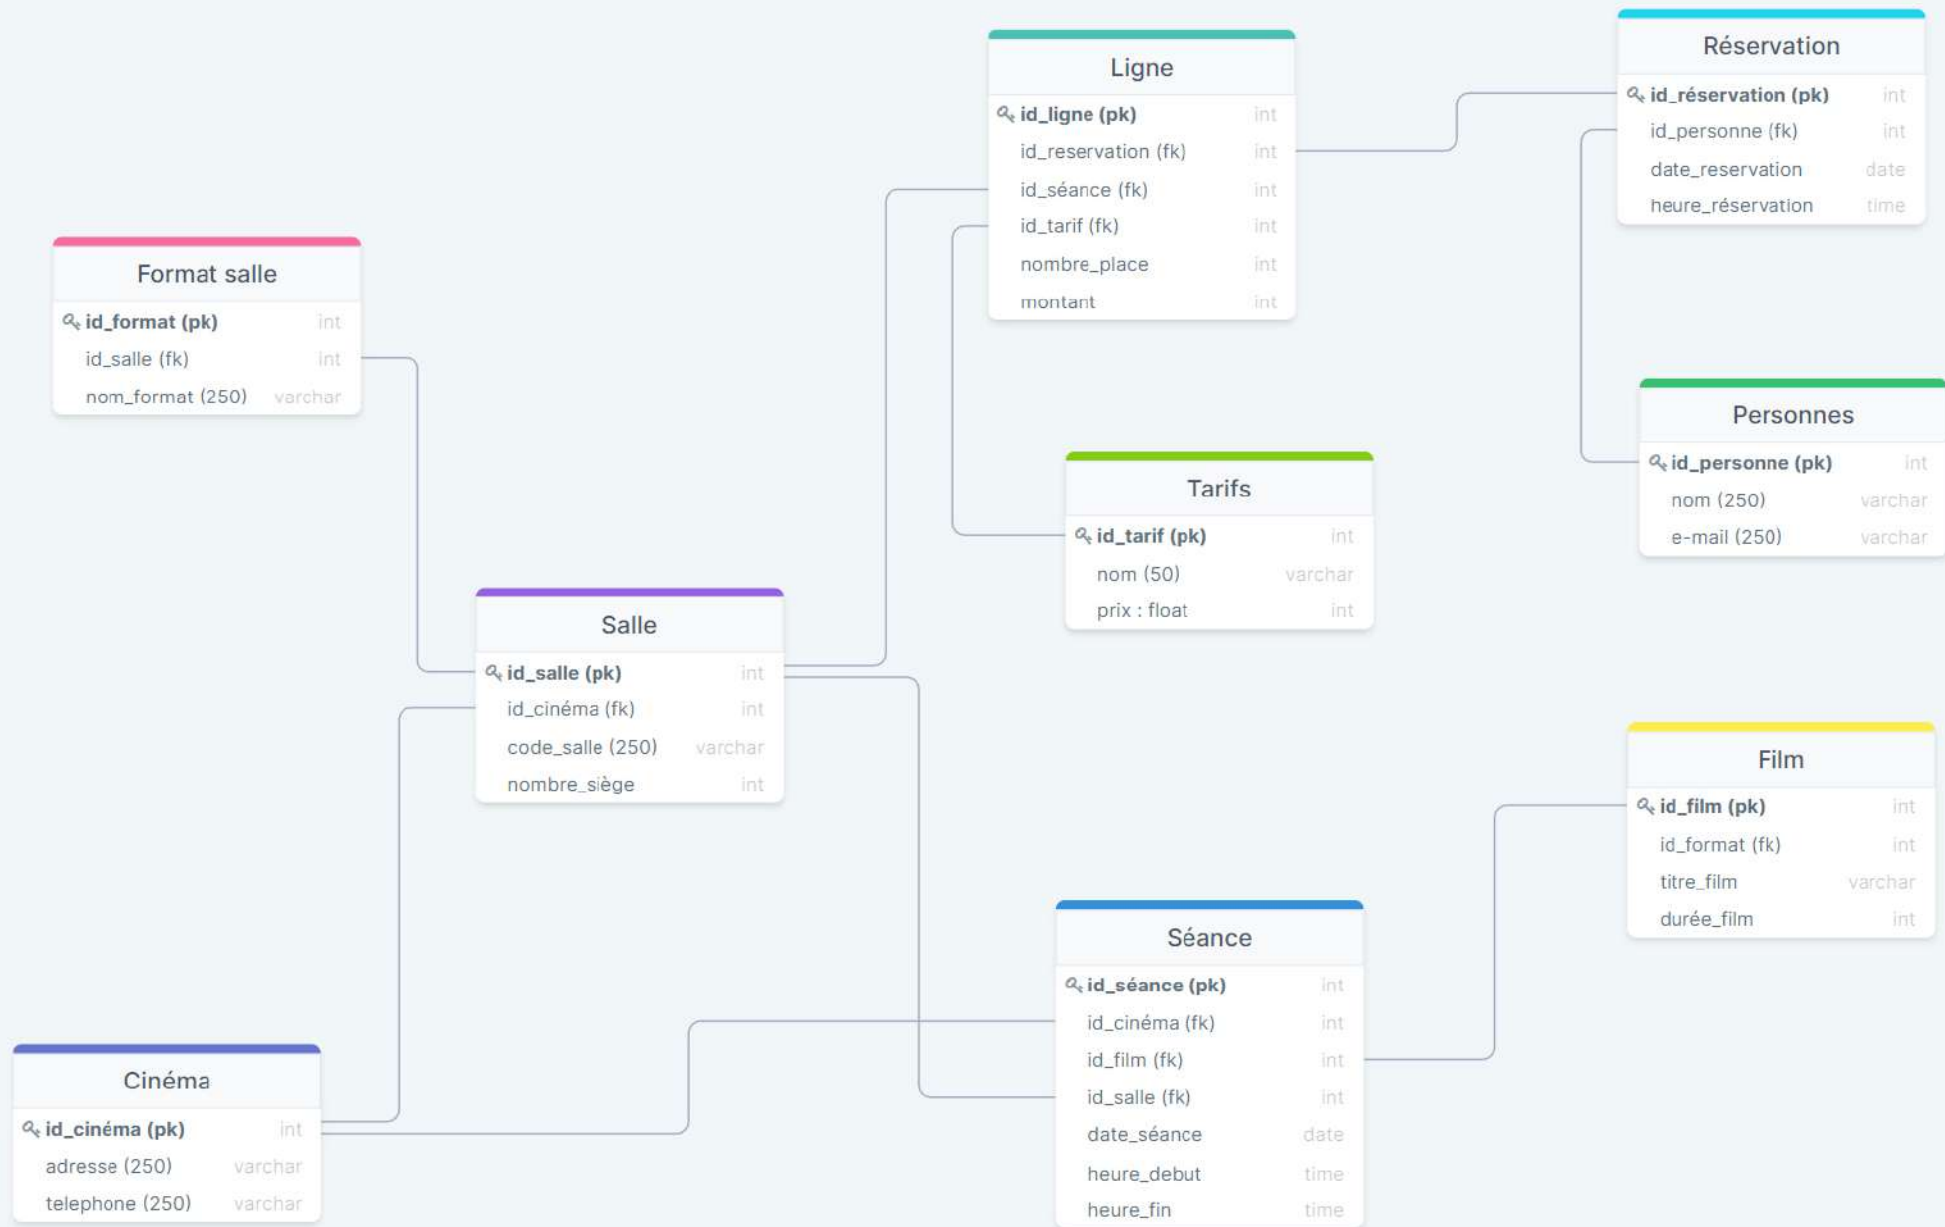 Ligne
id_ligne (pk) int
id_reservation (fk) int
id_séance (fk) int
id_tarif (fk) int
nombre_place int
montant int
Réservation
id_réservation (pk) int
id_personne (fk) int
date_reservation date
heure_réservation time
Format salle
id_format (pk) int
id_salle (fk) int
nom_format (250) varchar
Personnes
id_personne (pk) int
nom (250) varchar
e-mail (250) varchar
Tarifs
id_tarif (pk) int
nom (50) varchar
prix : float int
Salle
id_salle (pk) int
id_cinéma (fk) int
code_salle (250) varchar
nombre_siège int
Film
id_film (pk) int
id_format (fk) int
titre_film varchar
durée_film int
Séance
id_séance (pk) int
id_cinéma (fk) int
id_film (fk) int
id_salle (fk) int
date_séance date
heure_debut time
heure_fin time
Cinéma
id_cinéma (pk) int
adresse (250) varchar
telephone (250) varchar